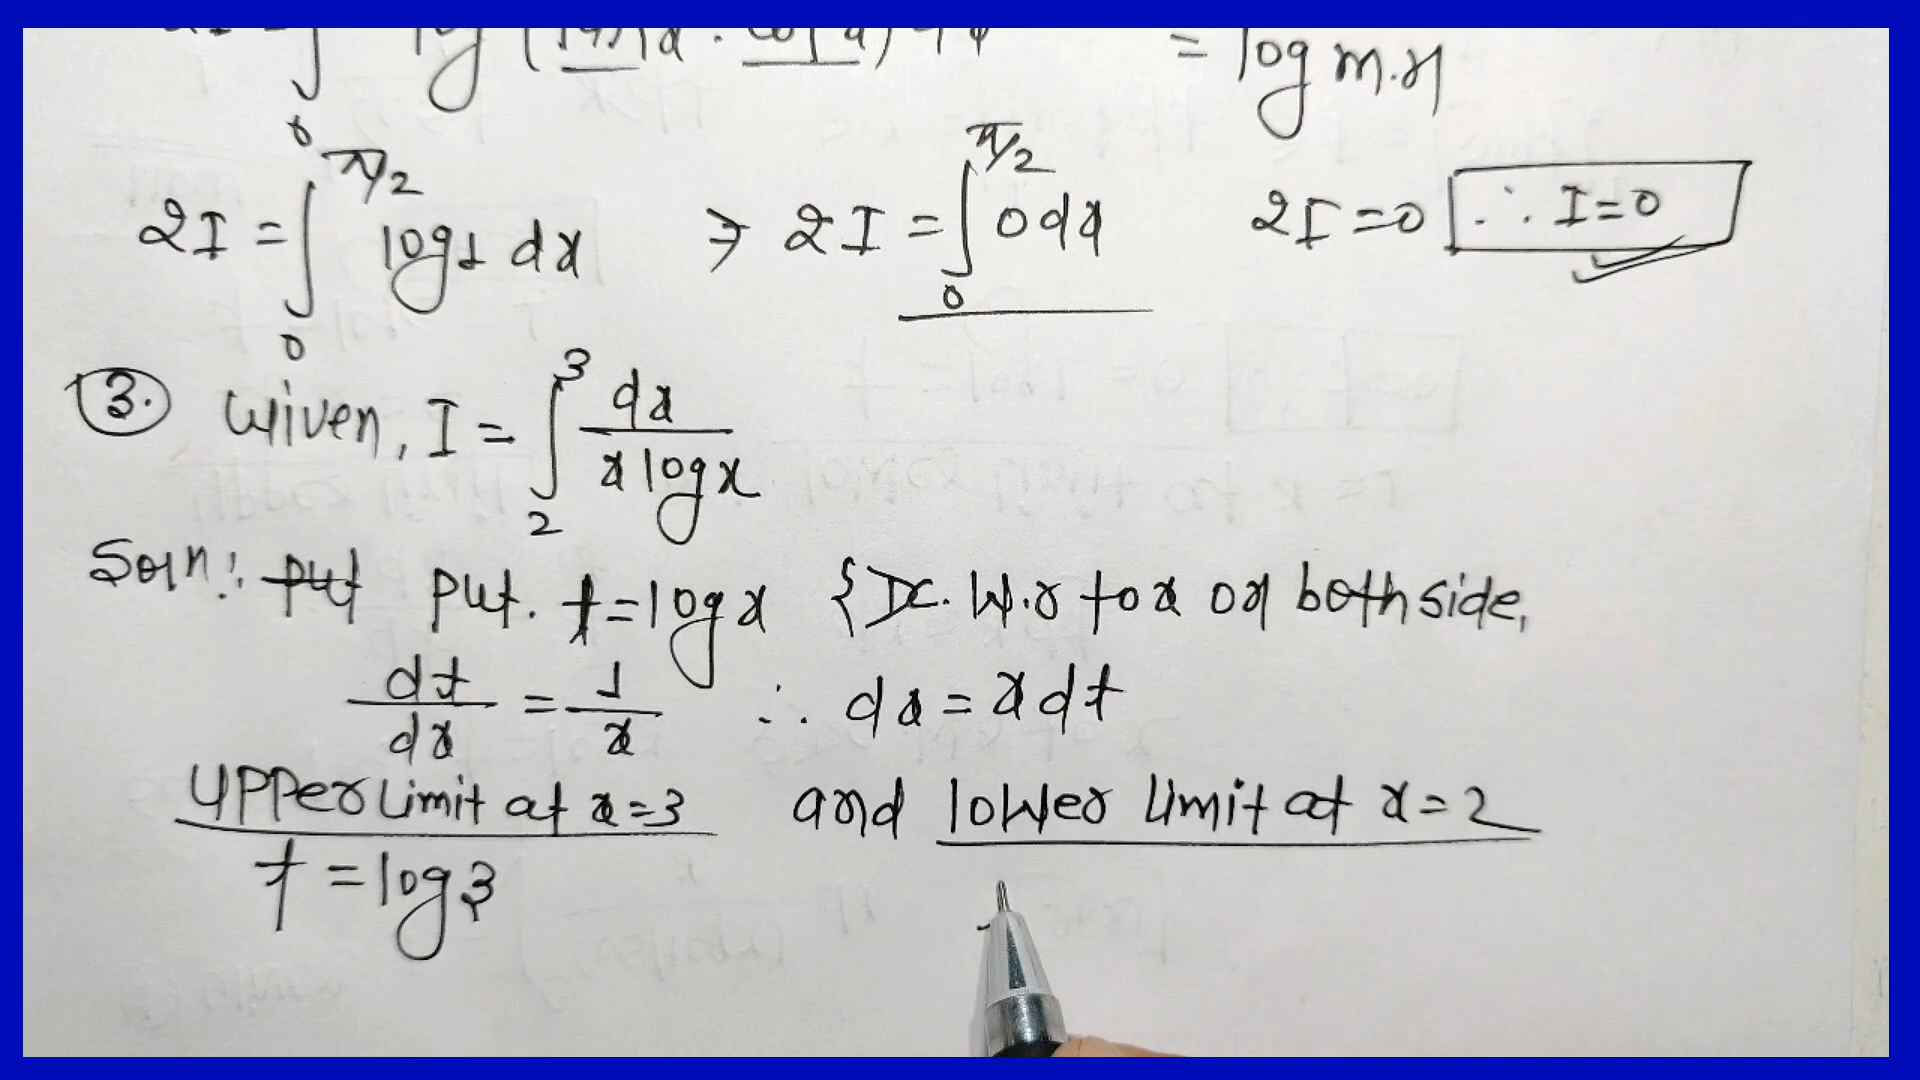 = log m.n
2I = ∫₀^π/2 log1 dx ⇒ 2I = ∫₀^π/2 0 dx 2I = 0 ∴ I = 0
③. Given, I = ∫₂³ dx / x log x
Soln: put put. t = log x {D. w.r to x on both side,
dt/dx = 1/x ∴ dx = x dt
Upper limit at x = 3 and lower limit at x = 2
t = log 3